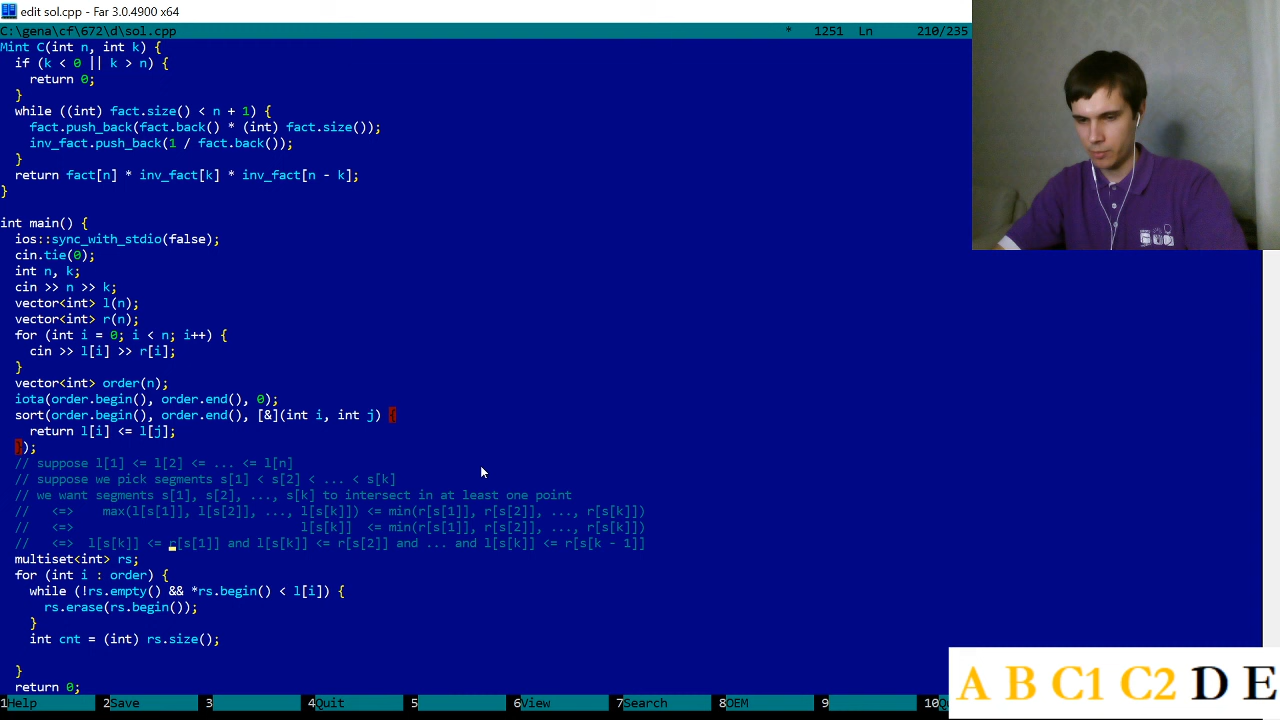 edit sol.cpp - Far 3.0.4900 x64
C:\gena\cf\672\d\sol.cpp * 1251 Ln 210/235
Mint C(int n, int k) {
  if (k < 0 || k > n) {
    return 0;
  }
  while ((int) fact.size() < n + 1) {
    fact.push_back(fact.back() * (int) fact.size());
    inv_fact.push_back(1 / fact.back());
  }
  return fact[n] * inv_fact[k] * inv_fact[n - k];
}
int main() {
  ios::sync_with_stdio(false);
  cin.tie(0);
  int n, k;
  cin >> n >> k;
  vector<int> l(n);
  vector<int> r(n);
  for (int i = 0; i < n; i++) {
    cin >> l[i] >> r[i];
  }
  vector<int> order(n);
  iota(order.begin(), order.end(), 0);
  sort(order.begin(), order.end(), [&](int i, int j) {
    return l[i] <= l[j];
  });
  // suppose l[1] <= l[2] <= ... <= l[n]
  // suppose we pick segments s[1] < s[2] < ... < s[k]
  // we want segments s[1], s[2], ..., s[k] to intersect in at least one point
  //   <=>    max(l[s[1]], l[s[2]], ..., l[s[k]]) <= min(r[s[1]], r[s[2]], ..., r[s[k]])
  //   <=>                               l[s[k]]  <= min(r[s[1]], r[s[2]], ..., r[s[k]])
  //   <=>  l[s[k]] <= r[s[1]] and l[s[k]] <= r[s[2]] and ... and l[s[k]] <= r[s[k - 1]]
  multiset<int> rs;
  for (int i : order) {
    while (!rs.empty() && *rs.begin() < l[i]) {
      rs.erase(rs.begin());
    }
    int cnt = (int) rs.size();
  }
  return 0;
1Help 2Save 3 4Quit 5 6View 7Search 8OEM 9 10
A B C1 C2 D E